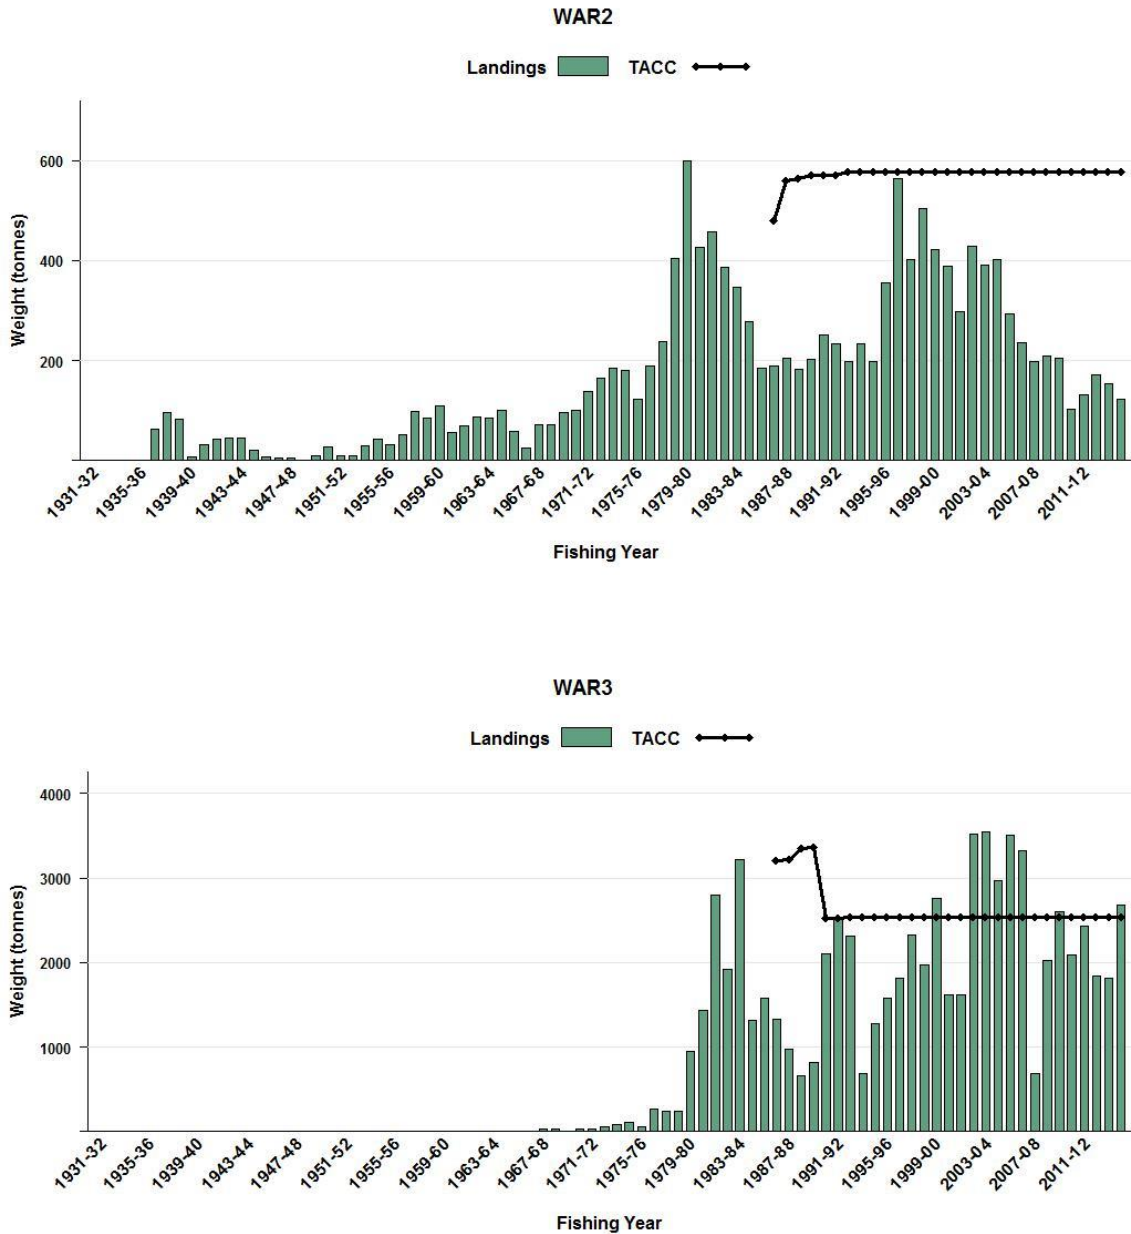 WAR2
Landings TACC
600
400
200
Weight (tonnes)
1931-32 1935-36 1939-40 1943-44 1947-48 1951-52 1955-56 1959-60 1963-64 1967-68 1971-72 1975-76 1979-80 1983-84 1987-88 1991-92 1995-96 1999-00 2003-04 2007-08 2011-12
Fishing Year
WAR3
Landings TACC
4000
3000
2000
1000
Weight (tonnes)
1931-32 1935-36 1939-40 1943-44 1947-48 1951-52 1955-56 1959-60 1963-64 1967-68 1971-72 1975-76 1979-80 1983-84 1987-88 1991-92 1995-96 1999-00 2003-04 2007-08 2011-12
Fishing Year